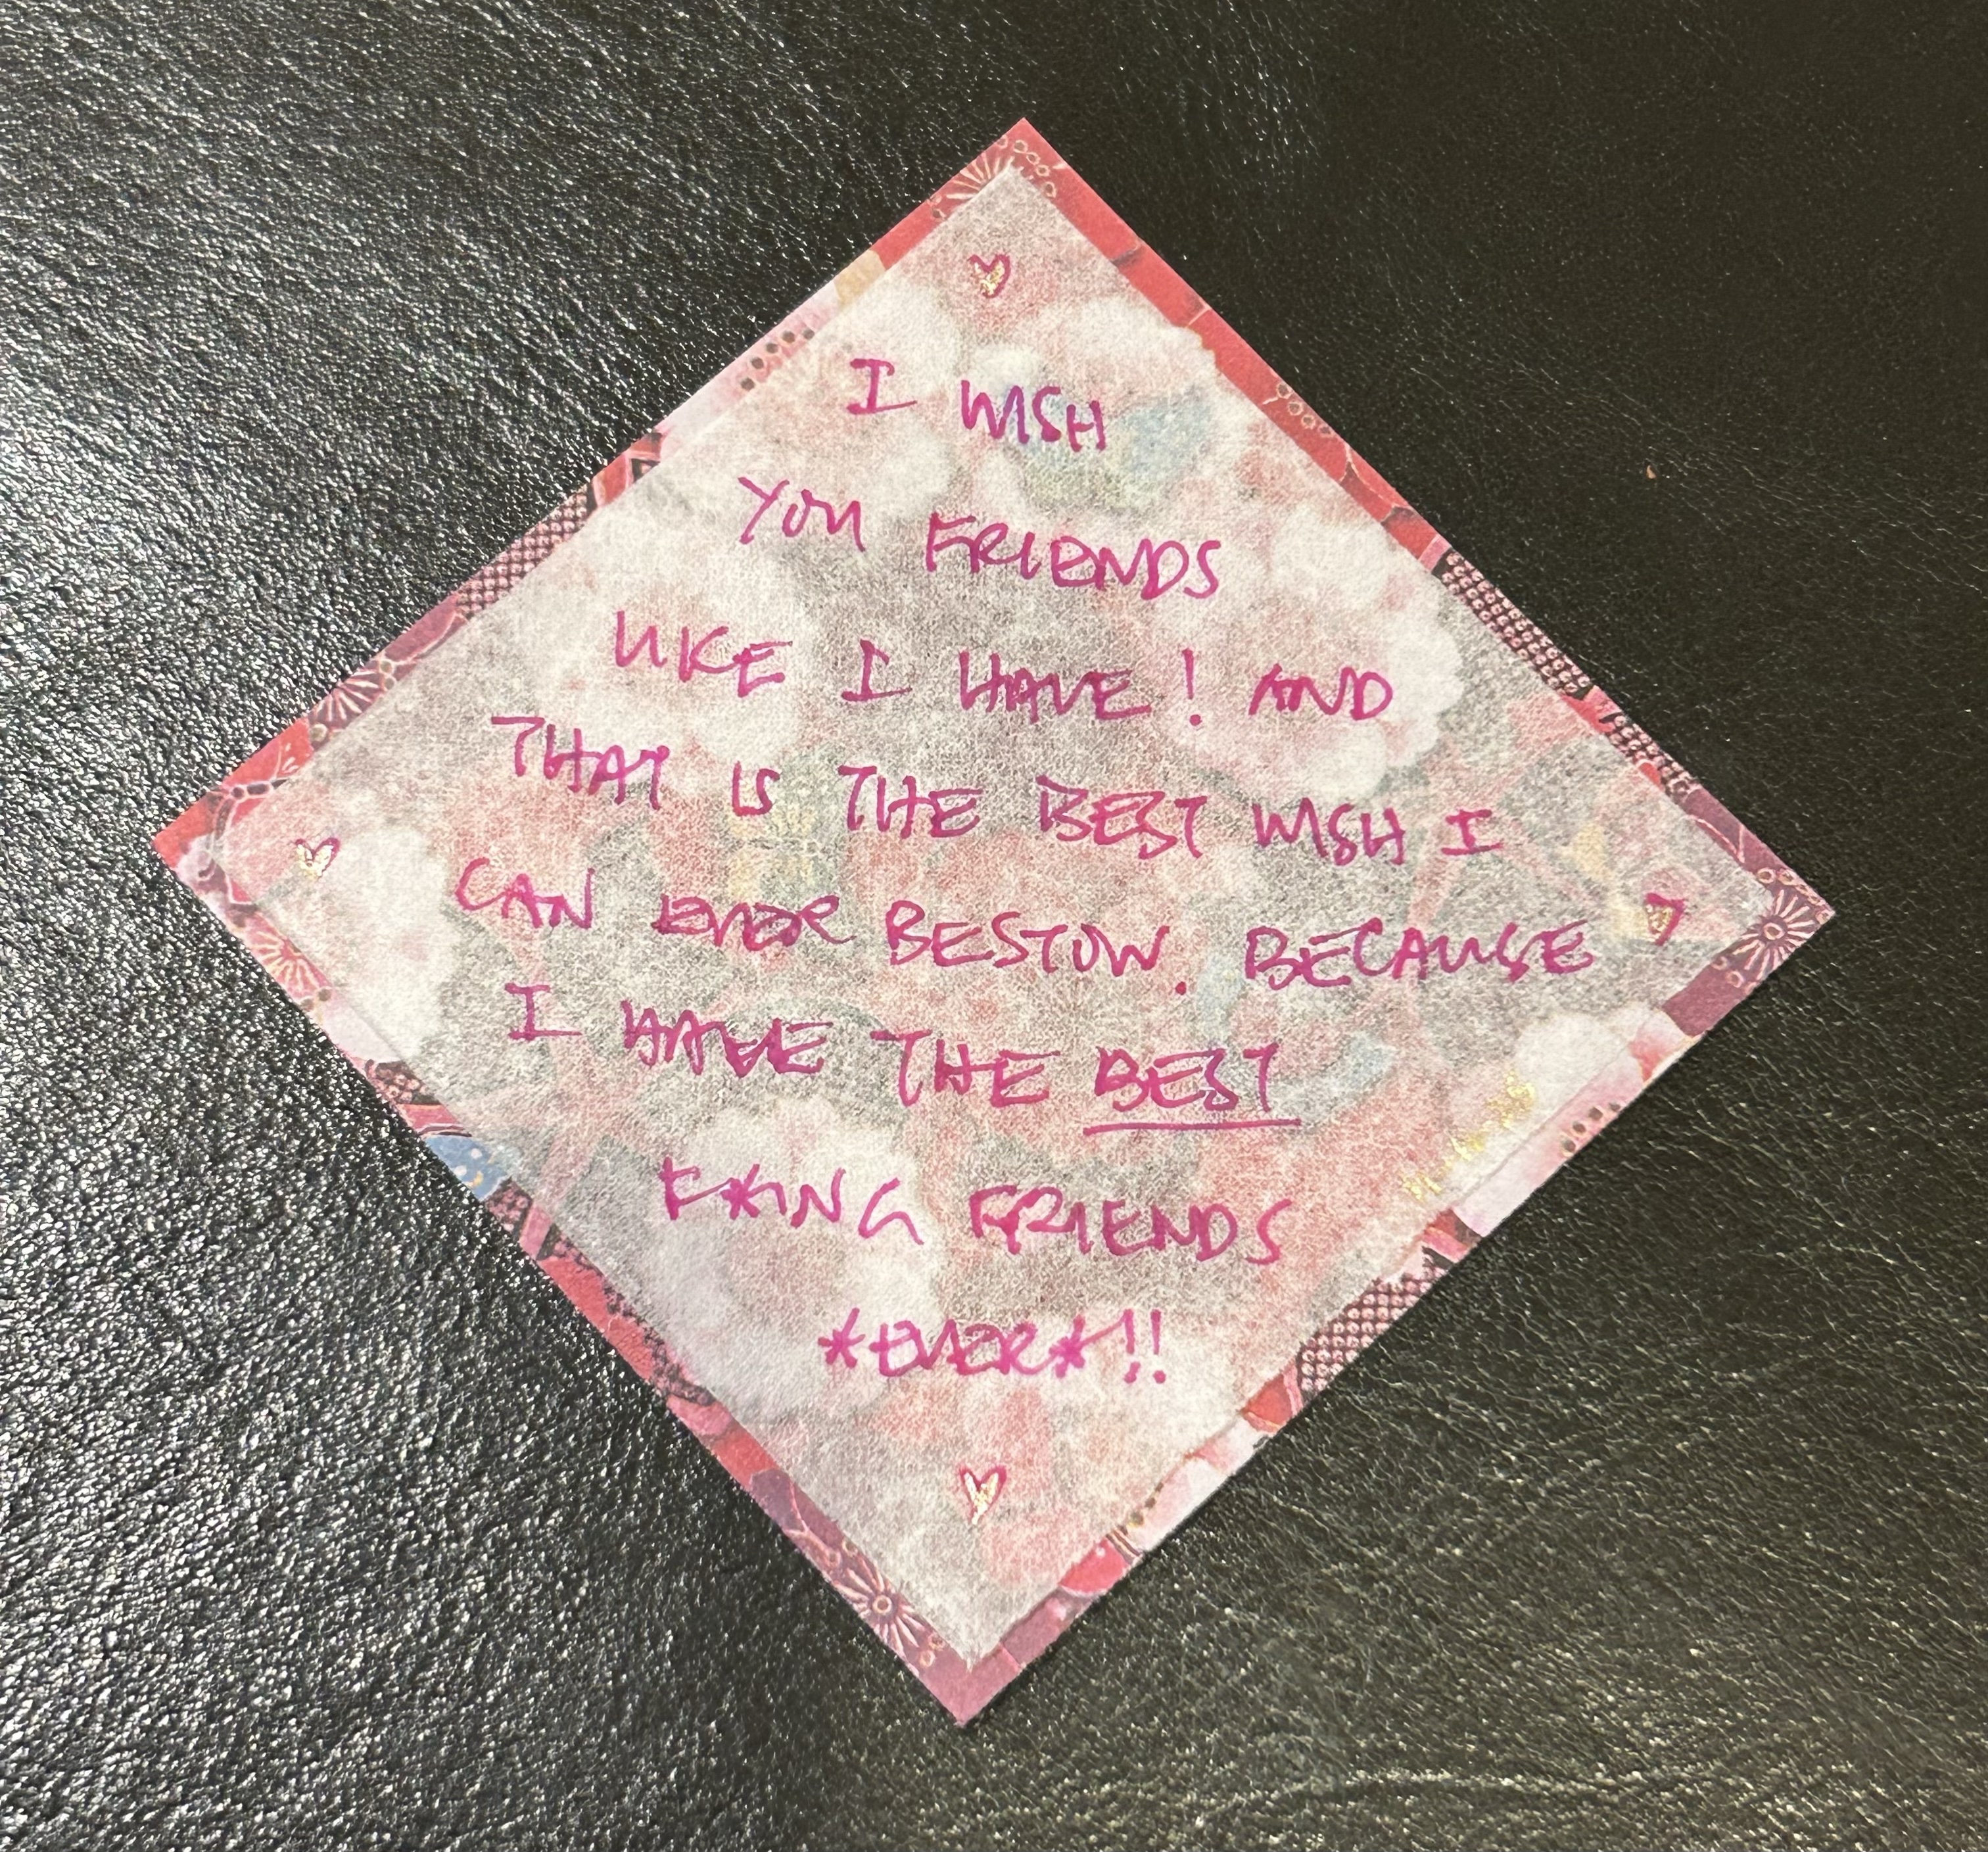 I WISH
YOU FRIENDS
LIKE I HAVE! AND
THAT IS THE BEST WISH I
CAN EVER BESTOW. BECAUSE
I HAVE THE BEST
F*ING FRIENDS
*EVER*!!